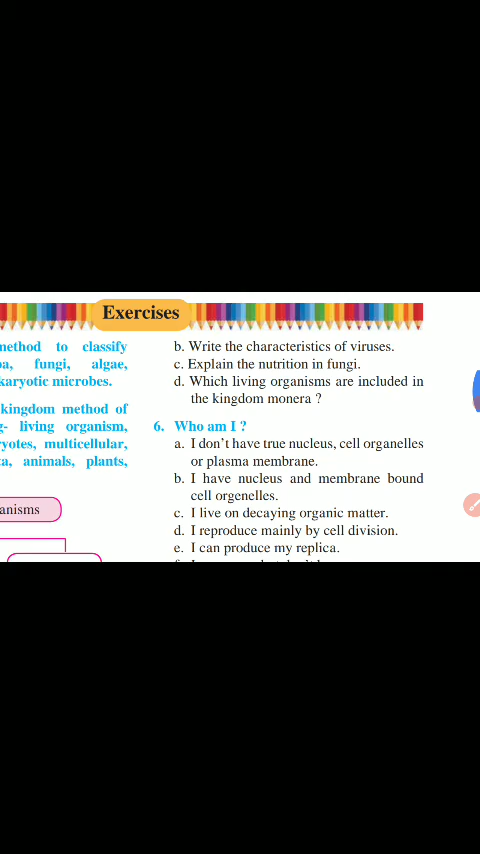 Exercises
method to classify
fungi, algae,
karyotic microbes.
kingdom method of
living organism,
multicellular,
animals, plants,
anisms
b. Write the characteristics of viruses.
c. Explain the nutrition in fungi.
d. Which living organisms are included in
the kingdom monera ?
6. Who am I ?
a. I don't have true nucleus, cell organelles
or plasma membrane.
b. I have nucleus and membrane bound
cell orgenelles.
c. I live on decaying organic matter.
d. I reproduce mainly by cell division.
e. I can produce my replica.